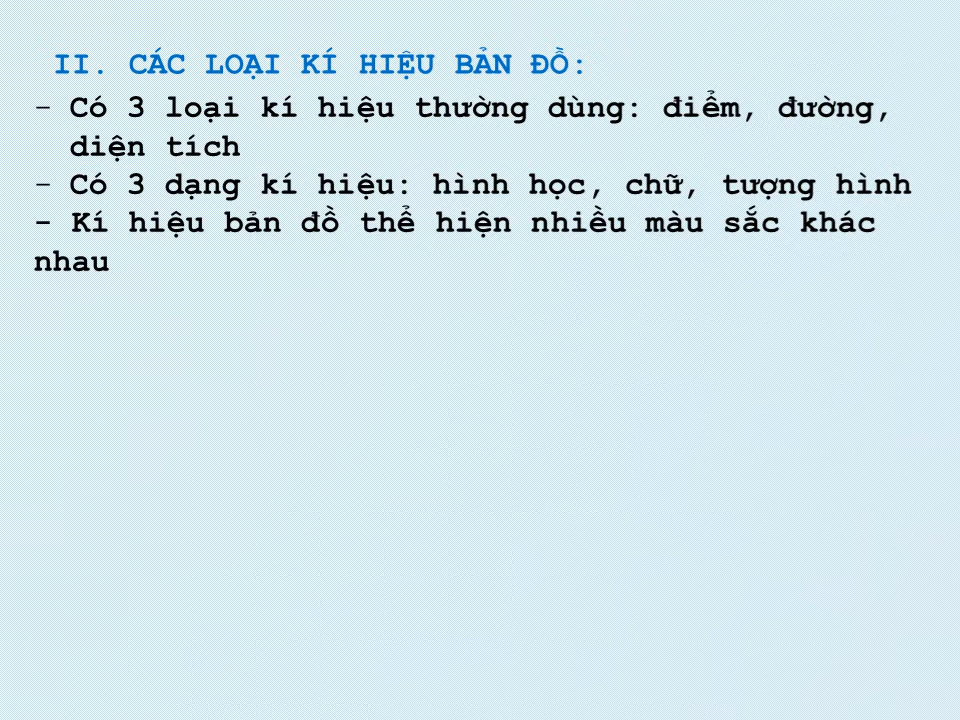 II. CÁC LOẠI KÍ HIỆU BẢN ĐỒ:
- Có 3 loại kí hiệu thường dùng: điểm, đường,
diện tích
- Có 3 dạng kí hiệu: hình học, chữ, tượng hình
- Kí hiệu bản đồ thể hiện nhiều màu sắc khác
nhau